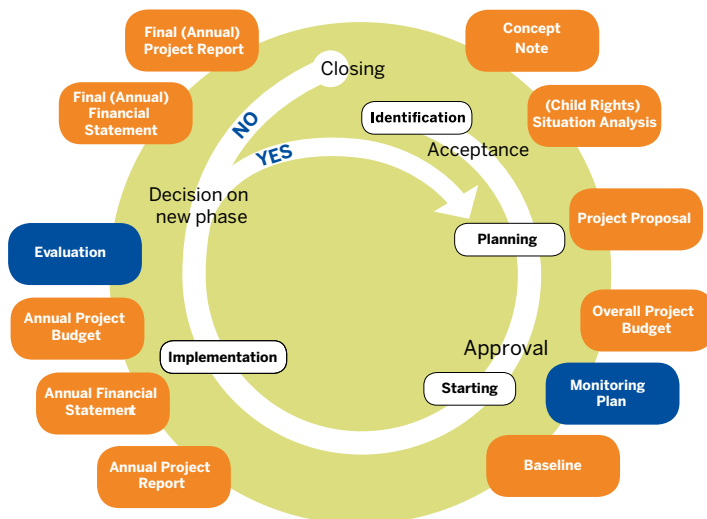 Final (Annual)
Project Report
Concept
Note
Closing
Final (Annual)
Financial
Statement
(Child Rights)
Situation Analysis
Identification
NO
Acceptance
YES
Decision on
new phase
Project Proposal
Evaluation
Planning
Annual Project
Budget
Overall Project
Budget
Implementation
Approval
Annual Financial
Statement
Starting
Monitoring
Plan
Annual Project
Report
Baseline